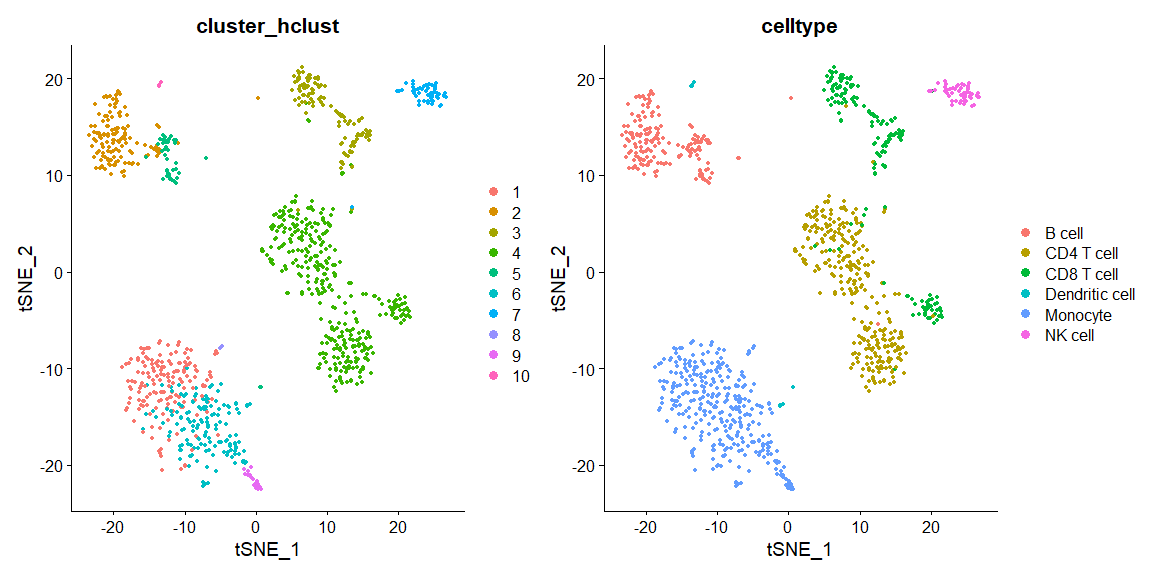 cluster_hclust
tSNE_2
20
10
0
-10
-20
-20
-10
0
10
20
tSNE_1
1
2
3
4
5
6
7
8
9
10
celltype
tSNE_2
20
10
0
-10
-20
-20
-10
0
10
20
tSNE_1
B cell
CD4 T cell
CD8 T cell
Dendritic cell
Monocyte
NK cell